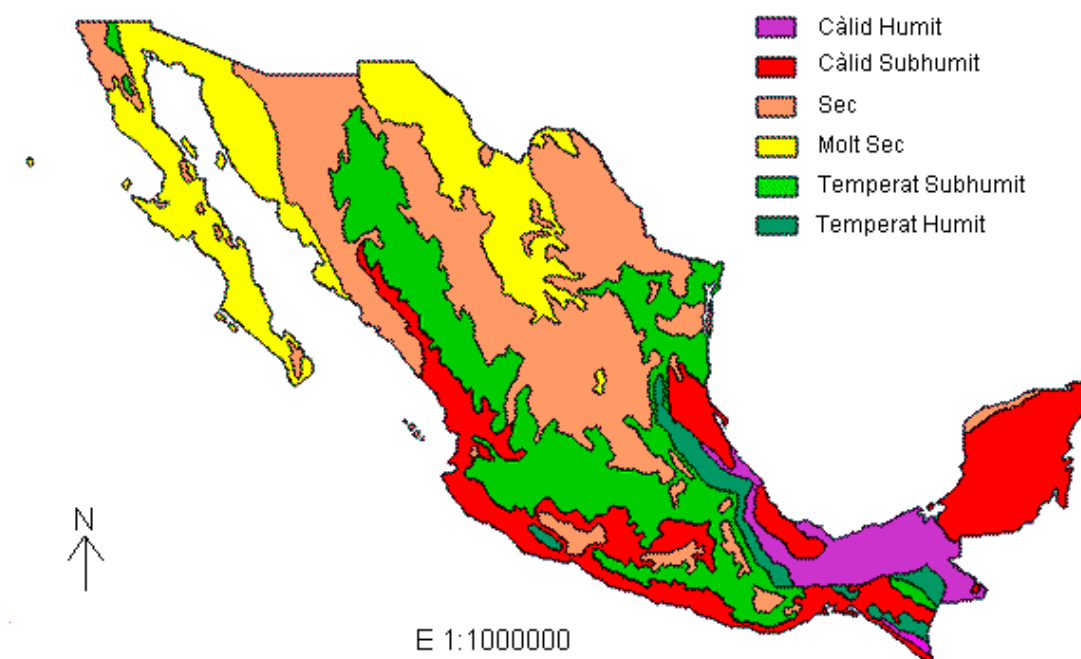 Càlid Humit
Càlid Subhumit
Sec
Molt Sec
Temperat Subhumit
Temperat Humit
N
E 1:1000000